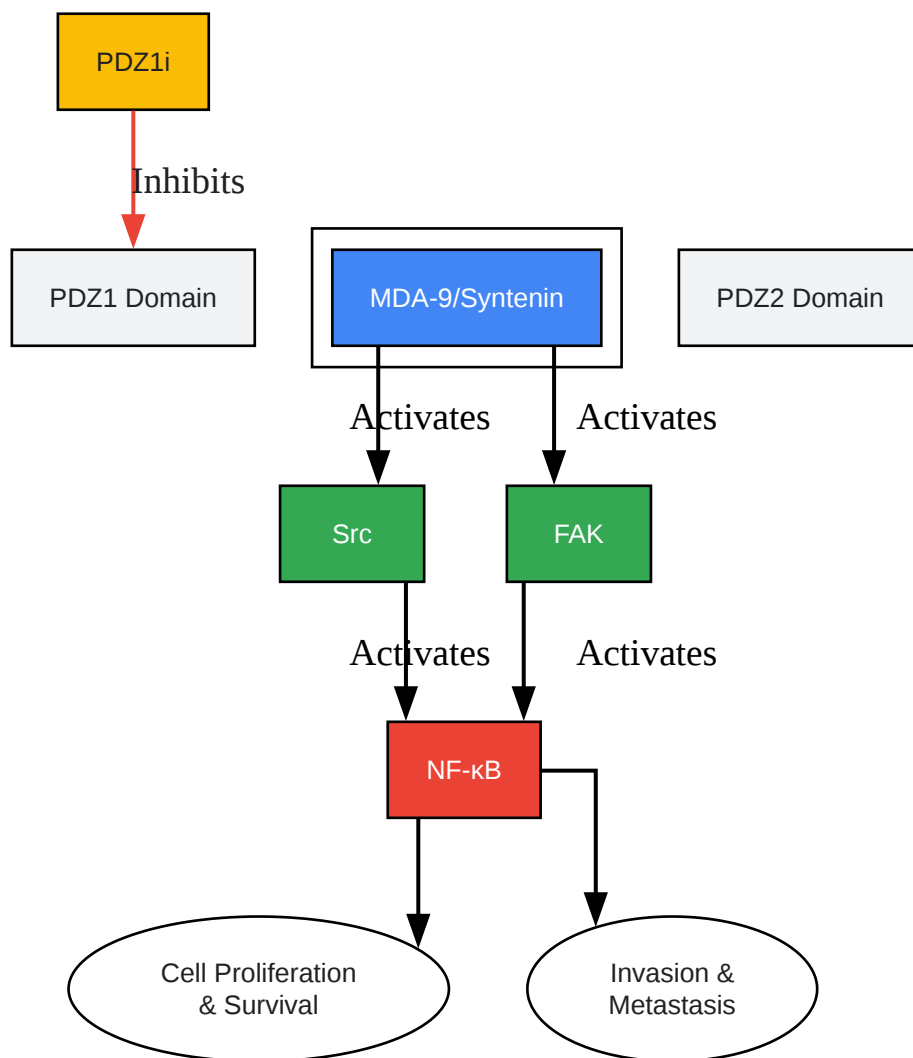 PDZ1i
Inhibits
PDZ1 Domain
MDA-9/Syntenin
PDZ2 Domain
Activates
Activates
Src
FAK
Activates
Activates
NF-κB
Cell Proliferation
& Survival
Invasion &
Metastasis